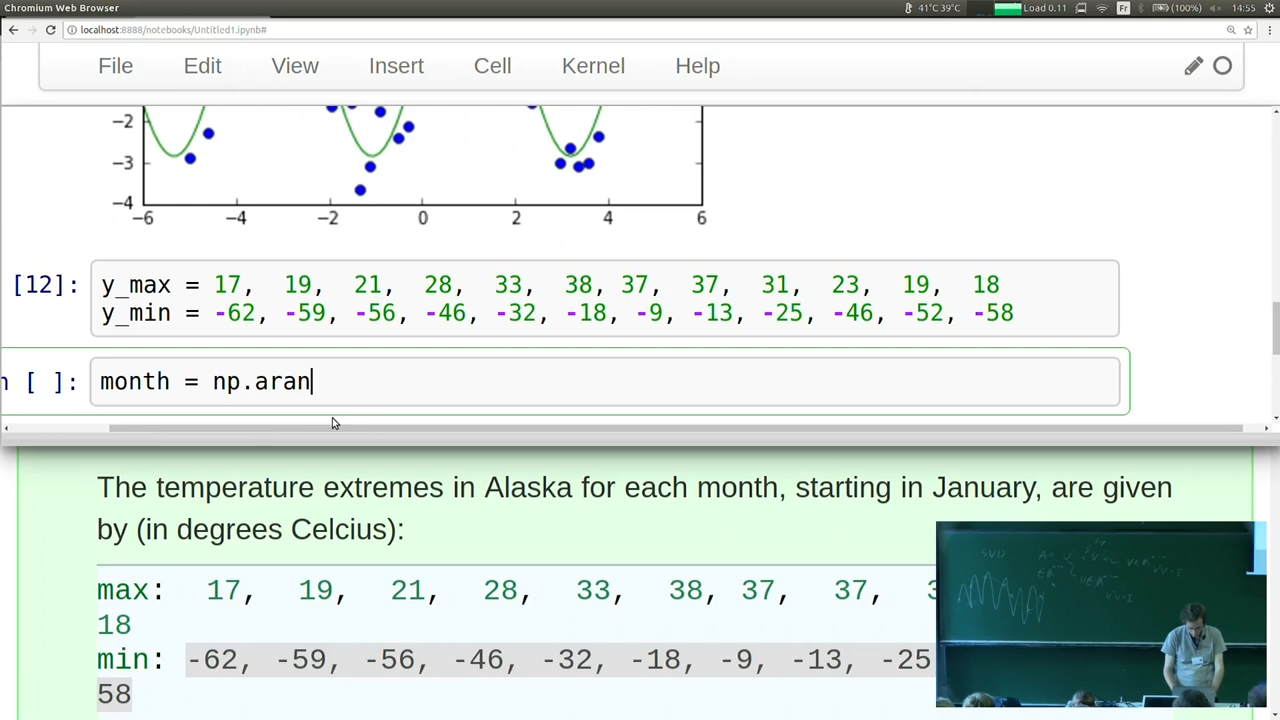 Chromium Web Browser
41°C 39°C Load 0.11 Fr (100%) 14:55
localhost:8888/notebooks/Untitled1.ipynb#
File Edit View Insert Cell Kernel Help
−2
−3
−4
−6 −4 −2 0 2 4 6
[12]: y_max = 17, 19, 21, 28, 33, 38, 37, 37, 31, 23, 19, 18
y_min = -62, -59, -56, -46, -32, -18, -9, -13, -25, -46, -52, -58
n [ ]: month = np.aran
The temperature extremes in Alaska for each month, starting in January, are given
by (in degrees Celcius):
max: 17, 19, 21, 28, 33, 38, 37, 37,
18
min: -62, -59, -56, -46, -32, -18, -9, -13, -25
58
SVD